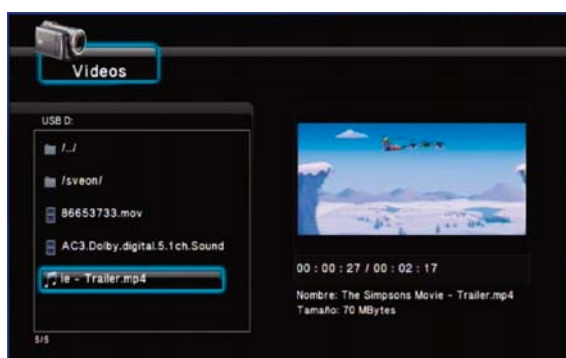 Videos
USB D:
/../
/sveon/
86653733.mov
AC3.Dolby.digital.5.1ch.Sound
ie - Trailer.mp4
5/5
00 : 00 : 27 / 00 : 02 : 17
Nombre: The Simpsons Movie - Trailer.mp4
Tamaño: 70 MBytes